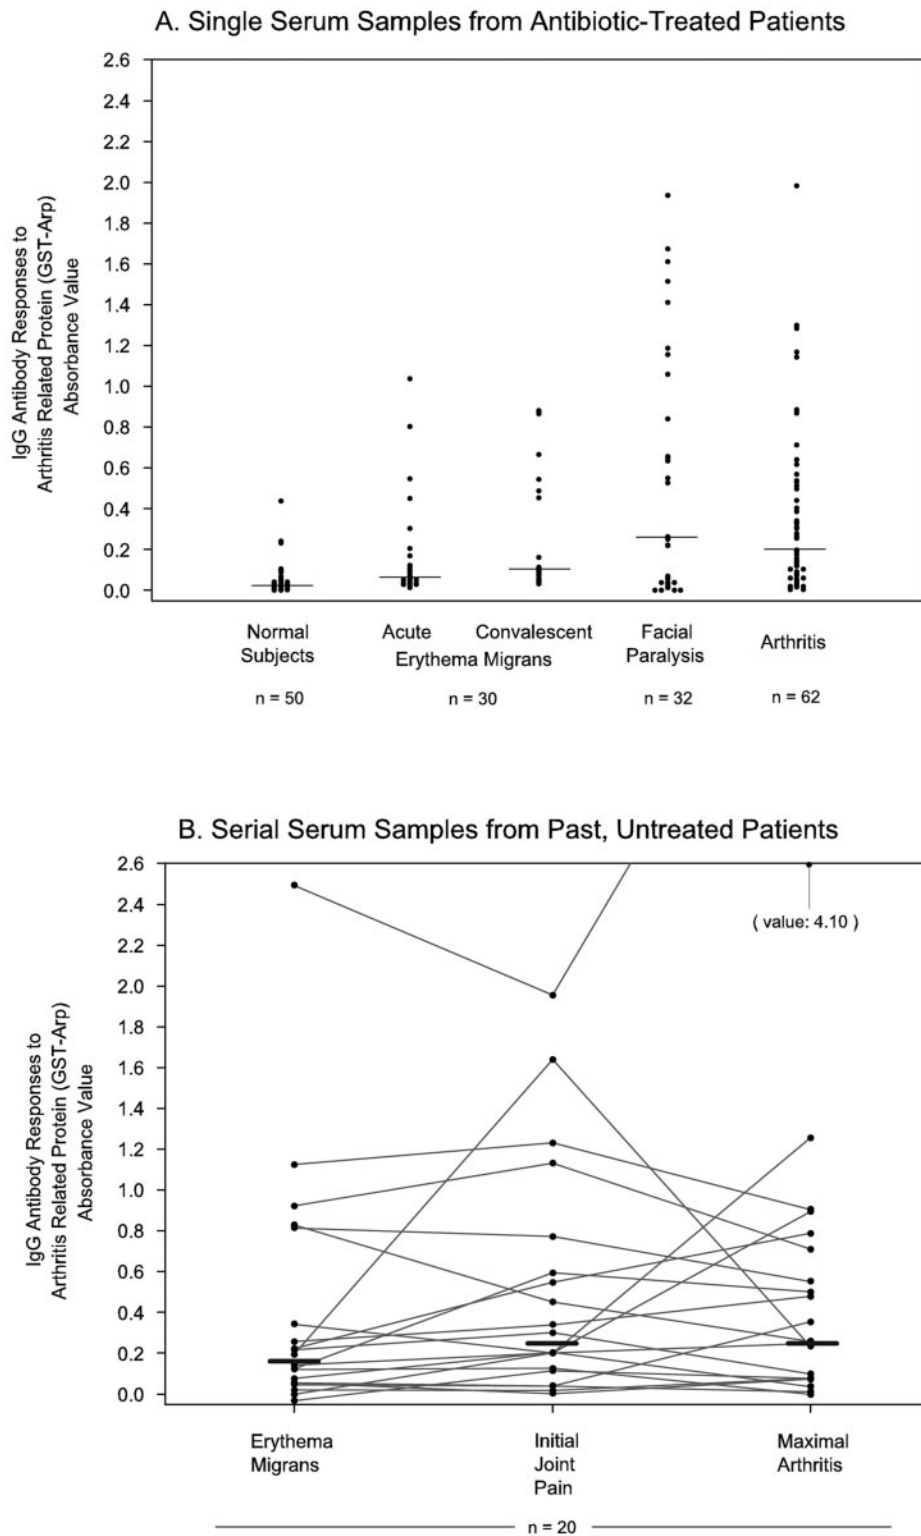 A. Single Serum Samples from Antibiotic-Treated Patients
IgG Antibody Responses to
Arthritis Related Protein (GST-Arp)
Absorbance Value
2.6
2.4
2.2
2.0
1.8
1.6
1.4
1.2
1.0
0.8
0.6
0.4
0.2
0.0
Normal
Subjects
Acute
Convalescent
Erythema Migrans
Facial
Paralysis
Arthritis
n = 50
n = 30
n = 32
n = 62
B. Serial Serum Samples from Past, Untreated Patients
IgG Antibody Responses to
Arthritis Related Protein (GST-Arp)
Absorbance Value
2.6
2.4
2.2
2.0
1.8
1.6
1.4
1.2
1.0
0.8
0.6
0.4
0.2
0.0
( value: 4.10 )
Erythema
Migrans
Initial
Joint
Pain
Maximal
Arthritis
n = 20